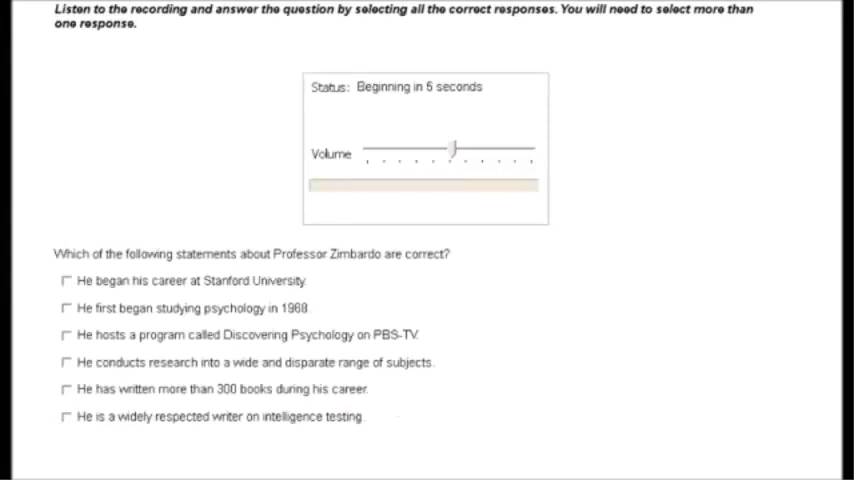 Listen to the recording and answer the question by selecting all the correct responses. You will need to select more than
one response.
Status: Beginning in 5 seconds
Volume
Which of the following statements about Professor Zimbardo are correct?
He began his career at Stanford University.
He first began studying psychology in 1968.
He hosts a program called Discovering Psychology on PBS-TV.
He conducts research into a wide and disparate range of subjects.
He has written more than 300 books during his career.
He is a widely respected writer on intelligence testing.